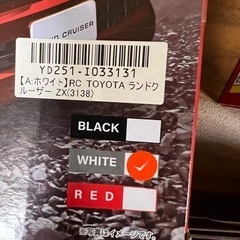 D CRUISER
YD251-I033131
【A:ホワイト】RC TOYOTA ランドク
ルーザー ZX(3138)
BLACK
WHITE
RED
※写真はイメージです。